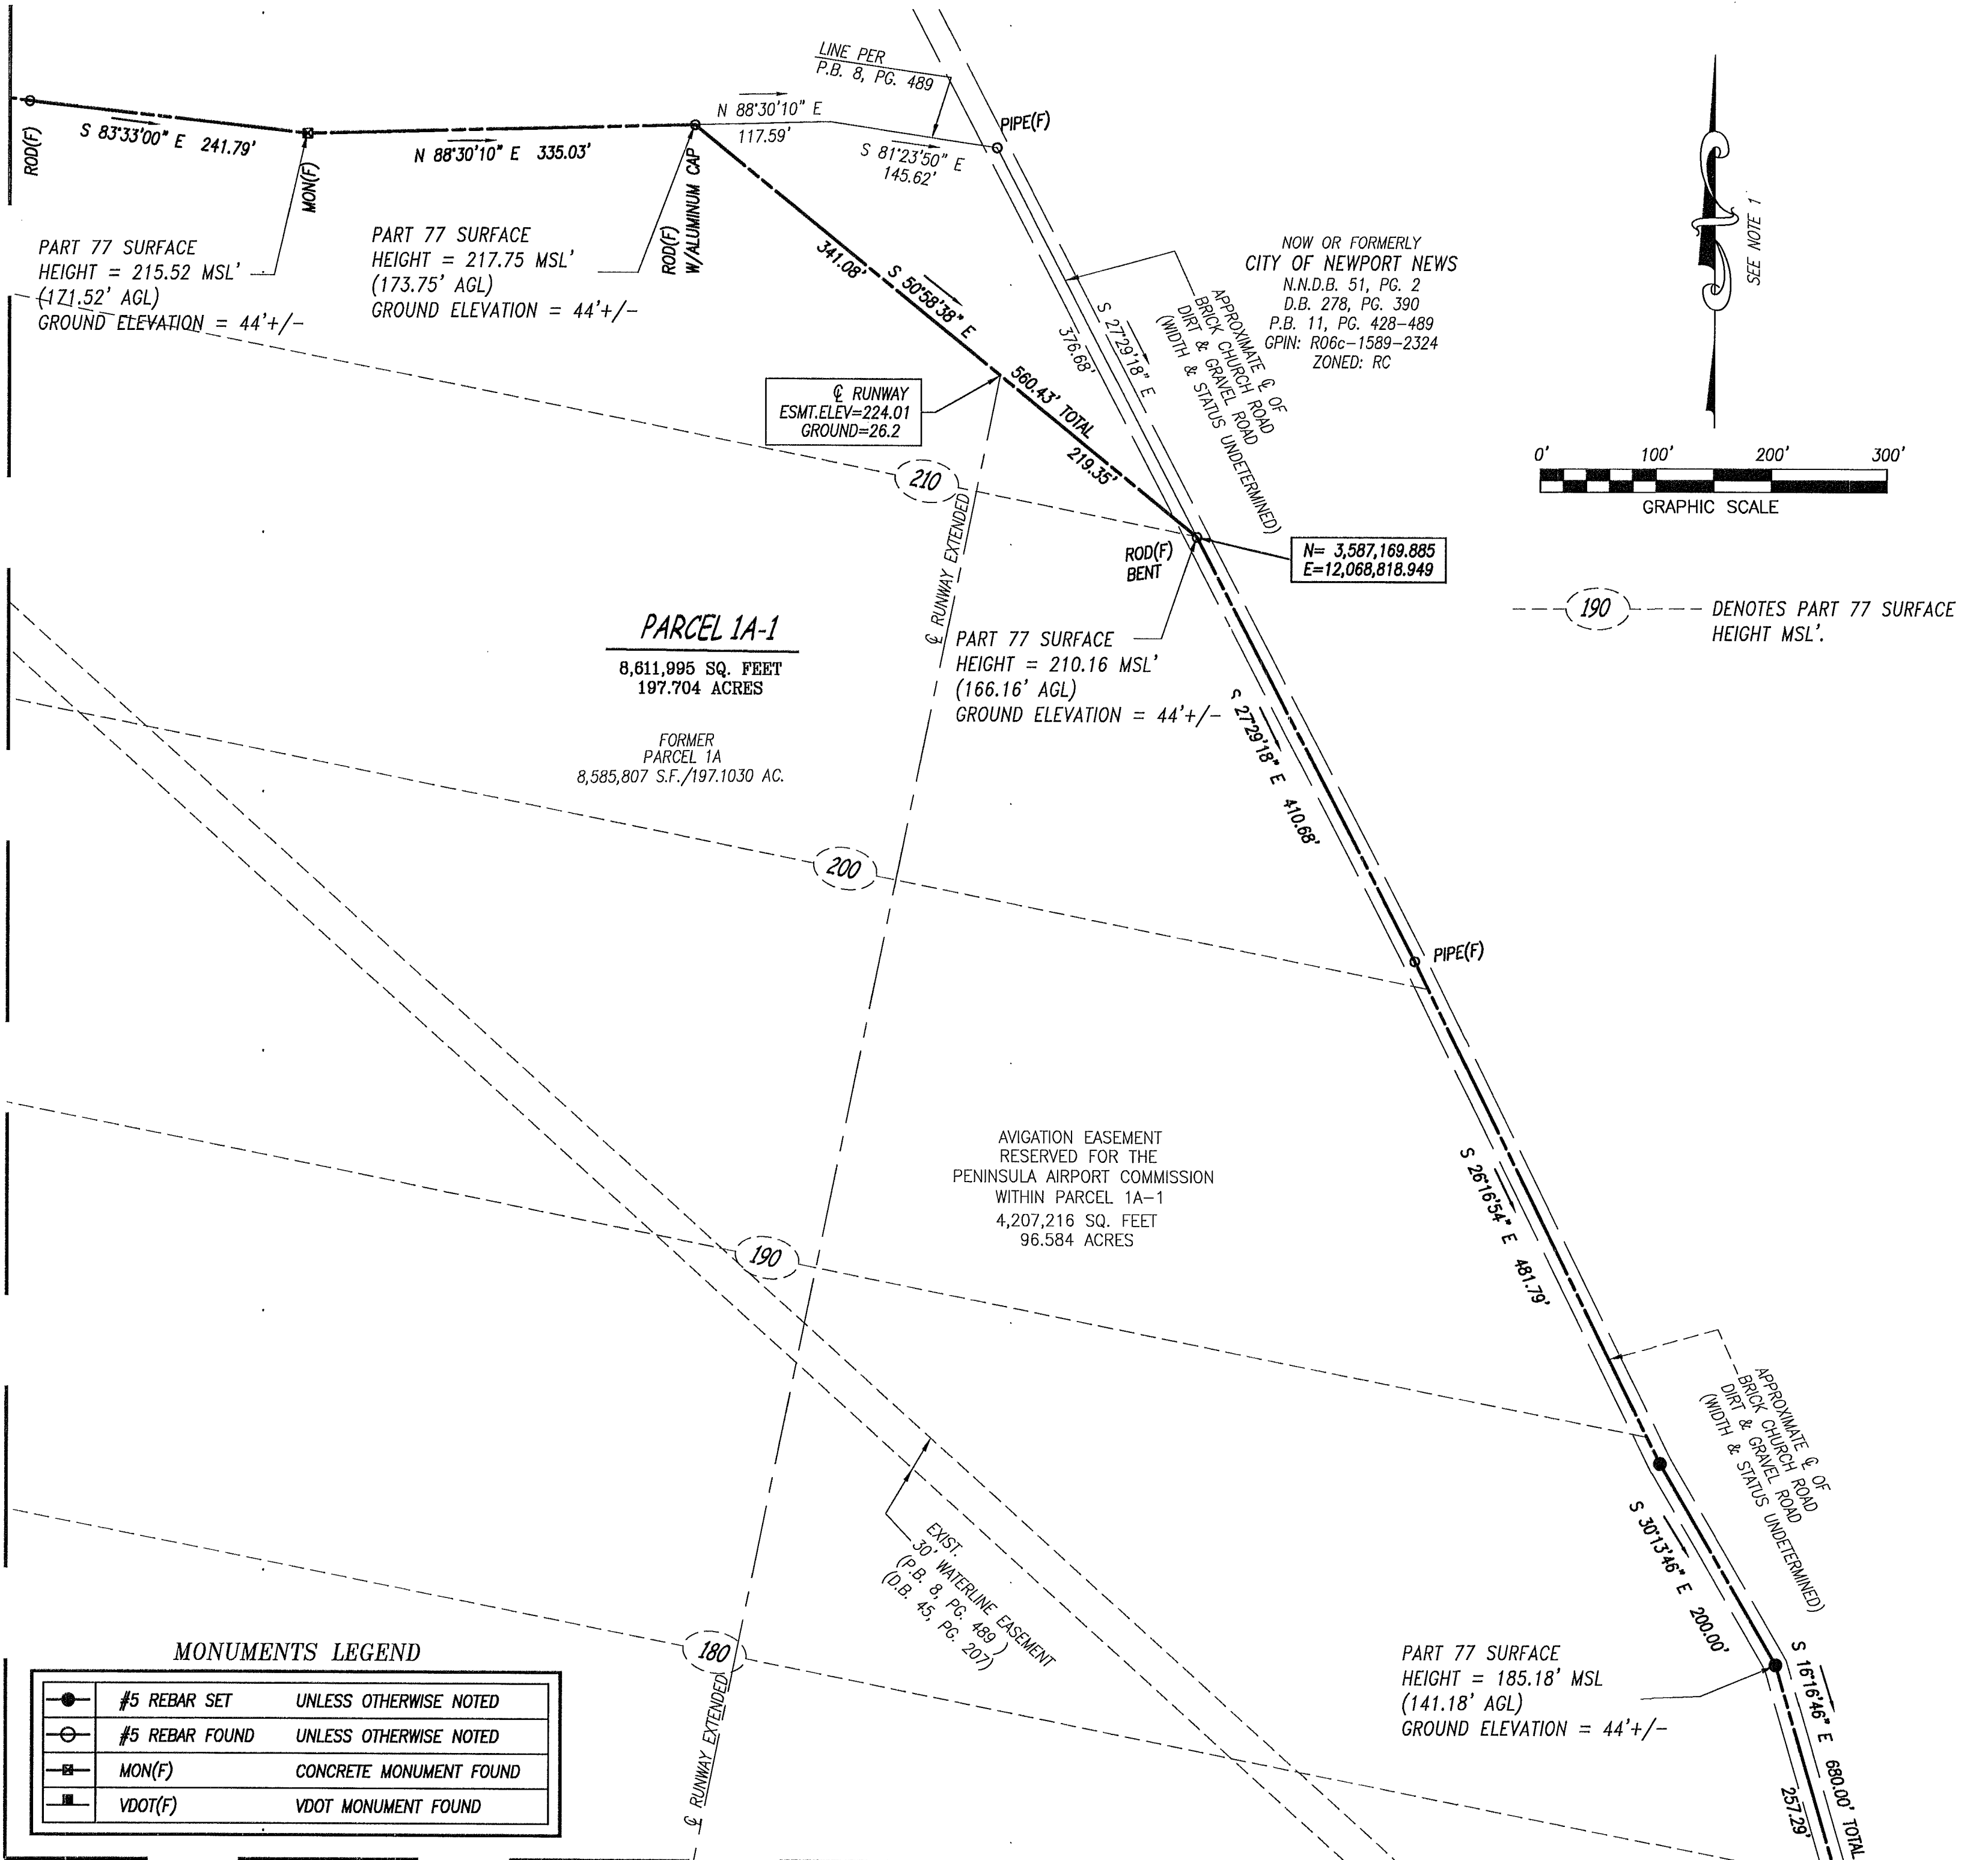 LINE PER
P.B. 8, PG. 489
N 88°30'10" E
117.59'
PIPE(F)
S 81°23'50" E
145.62'
ROD(F)
S 83°33'00" E 241.79'
MON(F)
N 88°30'10" E 335.03'
ROD(F)
W/ALUMINUM CAP
PART 77 SURFACE
HEIGHT = 215.52 MSL'
(171.52' AGL)
GROUND ELEVATION = 44'+/-
PART 77 SURFACE
HEIGHT = 217.75 MSL'
(173.75' AGL)
GROUND ELEVATION = 44'+/-
341.08'
S 50°58'38" E
560.43' TOTAL
219.35'
S 27°29'18" E
376.68'
APPROXIMATE ℄ OF
BRICK CHURCH ROAD
DIRT & GRAVEL ROAD
(WIDTH & STATUS UNDETERMINED)
NOW OR FORMERLY
CITY OF NEWPORT NEWS
N.N.D.B. 51, PG. 2
D.B. 278, PG. 390
P.B. 11, PG. 428-489
GPIN: R06c-1589-2324
ZONED: RC
SEE NOTE 1
0' 100' 200' 300'
GRAPHIC SCALE
℄ RUNWAY
ESMT.ELEV=224.01
GROUND=26.2
210
℄ RUNWAY EXTENDED
ROD(F)
BENT
N= 3,587,169.885
E=12,068,818.949
190
DENOTES PART 77 SURFACE
HEIGHT MSL'.
PARCEL 1A-1
8,611,995 SQ. FEET
197.704 ACRES
FORMER
PARCEL 1A
8,585,807 S.F./197.1030 AC.
PART 77 SURFACE
HEIGHT = 210.16 MSL'
(166.16' AGL)
GROUND ELEVATION = 44'+/-
S 27°29'18" E 410.68'
200
PIPE(F)
AVIGATION EASEMENT
RESERVED FOR THE
PENINSULA AIRPORT COMMISSION
WITHIN PARCEL 1A-1
4,207,216 SQ. FEET
96.584 ACRES
S 26°16'54" E 481.79'
190
APPROXIMATE ℄ OF
BRICK CHURCH ROAD
DIRT & GRAVEL ROAD
(WIDTH & STATUS UNDETERMINED)
EXIST.
30' WATERLINE EASEMENT
(P.B. 8, PG. 489 )
(D.B. 45, PG. 207)
S 30°13'46" E 200.00'
180
℄ RUNWAY EXTENDED
PART 77 SURFACE
HEIGHT = 185.18' MSL
(141.18' AGL)
GROUND ELEVATION = 44'+/-
S 16°16'46" E 680.00' TOTAL
257.29'
MONUMENTS LEGEND
#5 REBAR SET UNLESS OTHERWISE NOTED
#5 REBAR FOUND UNLESS OTHERWISE NOTED
MON(F) CONCRETE MONUMENT FOUND
VDOT(F) VDOT MONUMENT FOUND